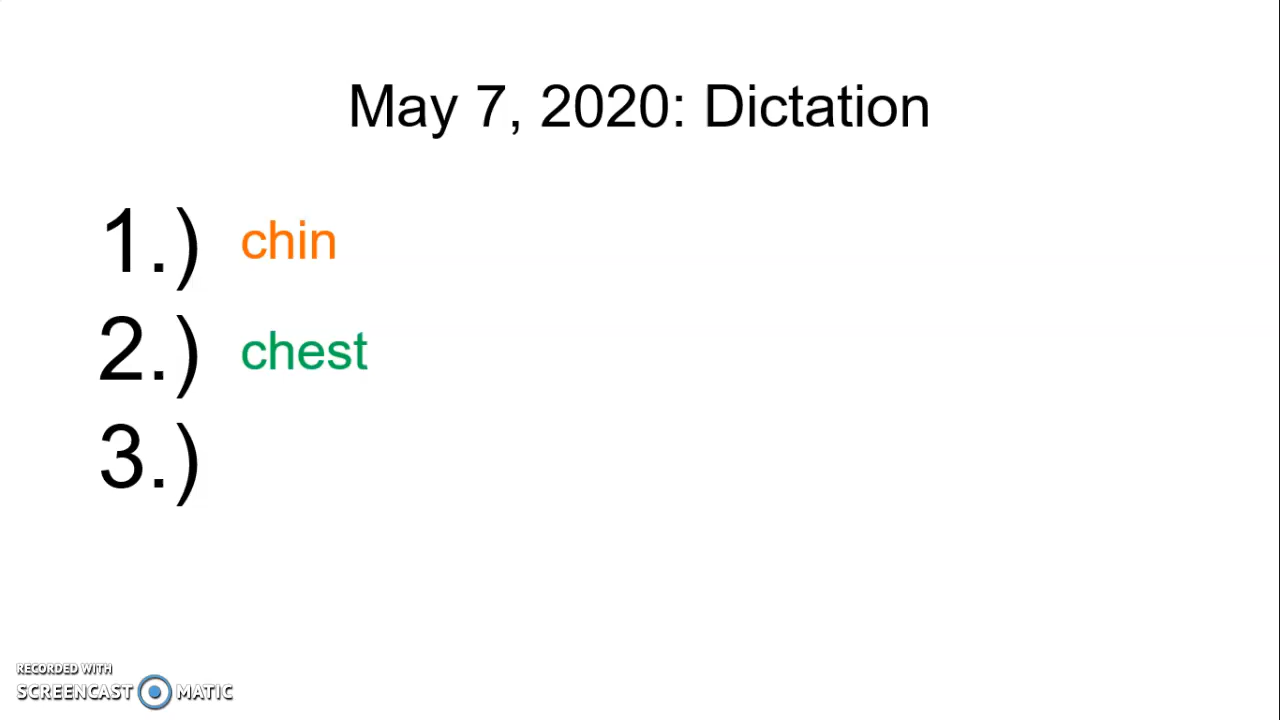 May 7, 2020: Dictation
1.) chin
2.) chest
3.)
RECORDED WITH
SCREENCAST MATIC